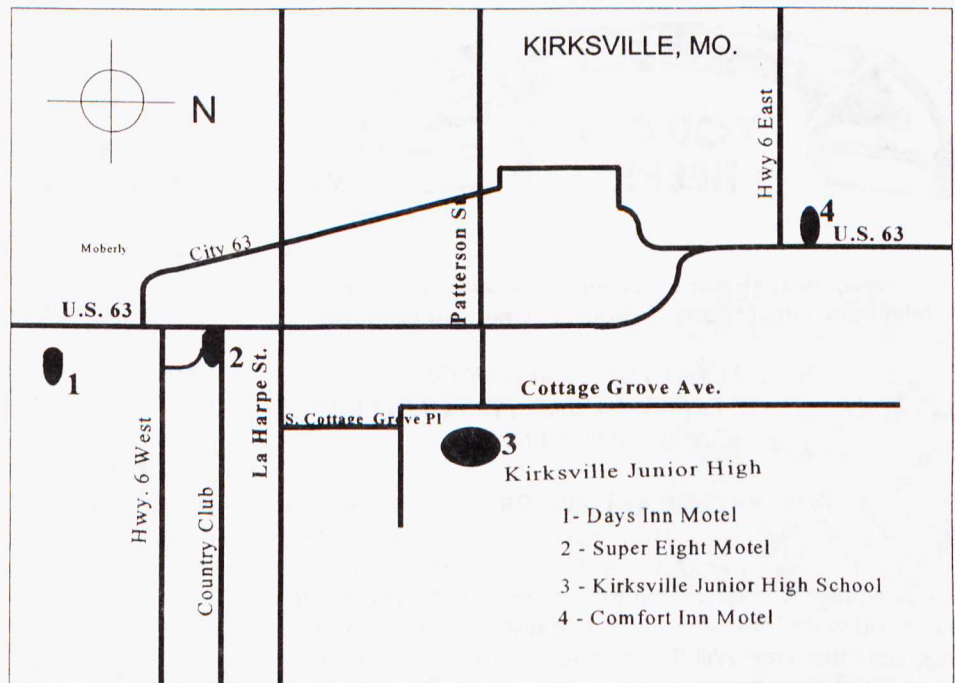 KIRKSVILLE, MO.
N
Hwy 6 East
4
U.S. 63
Moberly
City 63
Patterson St.
U.S. 63
1
2
La Harpe St.
Cottage Grove Ave.
S. Cottage Grove Pl
3
Kirksville Junior High
Hwy. 6 West
Country Club
1- Days Inn Motel
2 - Super Eight Motel
3 - Kirksville Junior High School
4 - Comfort Inn Motel